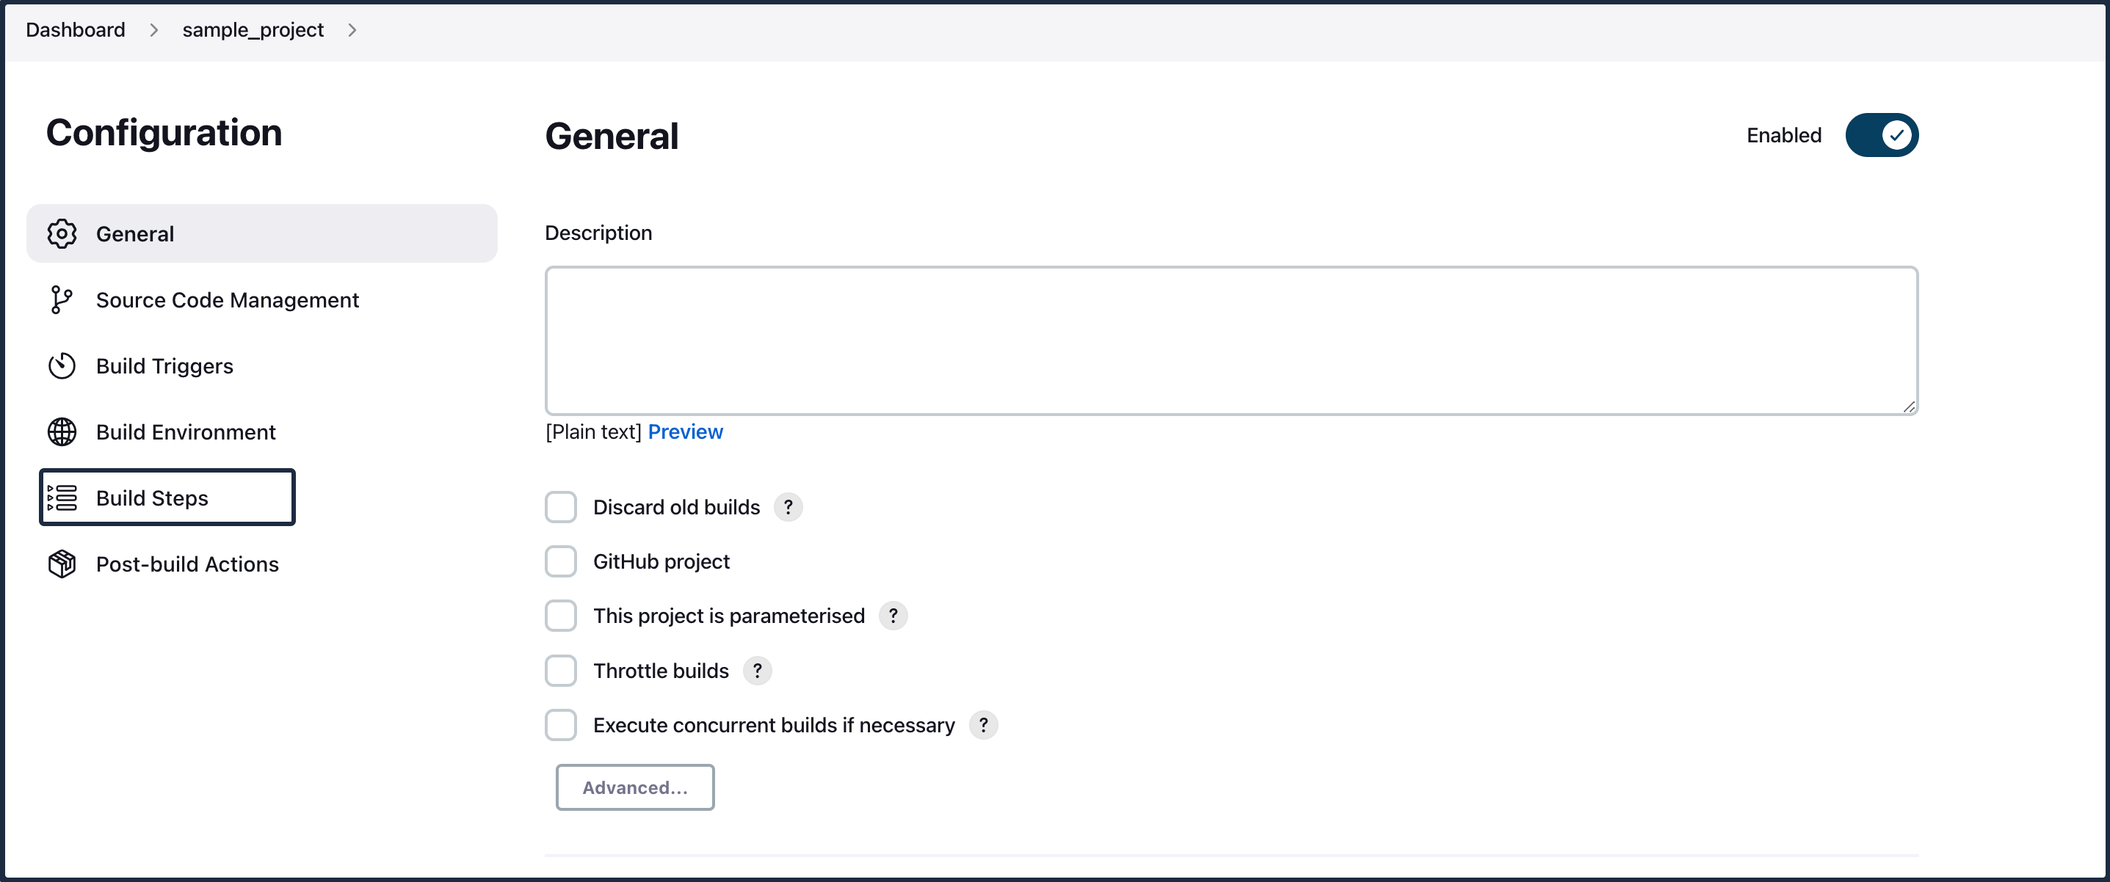 Dashboard > sample_project >
Configuration
General
Source Code Management
Build Triggers
Build Environment
Build Steps
Post-build Actions
General
Enabled
Description
[Plain text] Preview
Discard old builds ?
GitHub project
This project is parameterised ?
Throttle builds ?
Execute concurrent builds if necessary ?
Advanced...